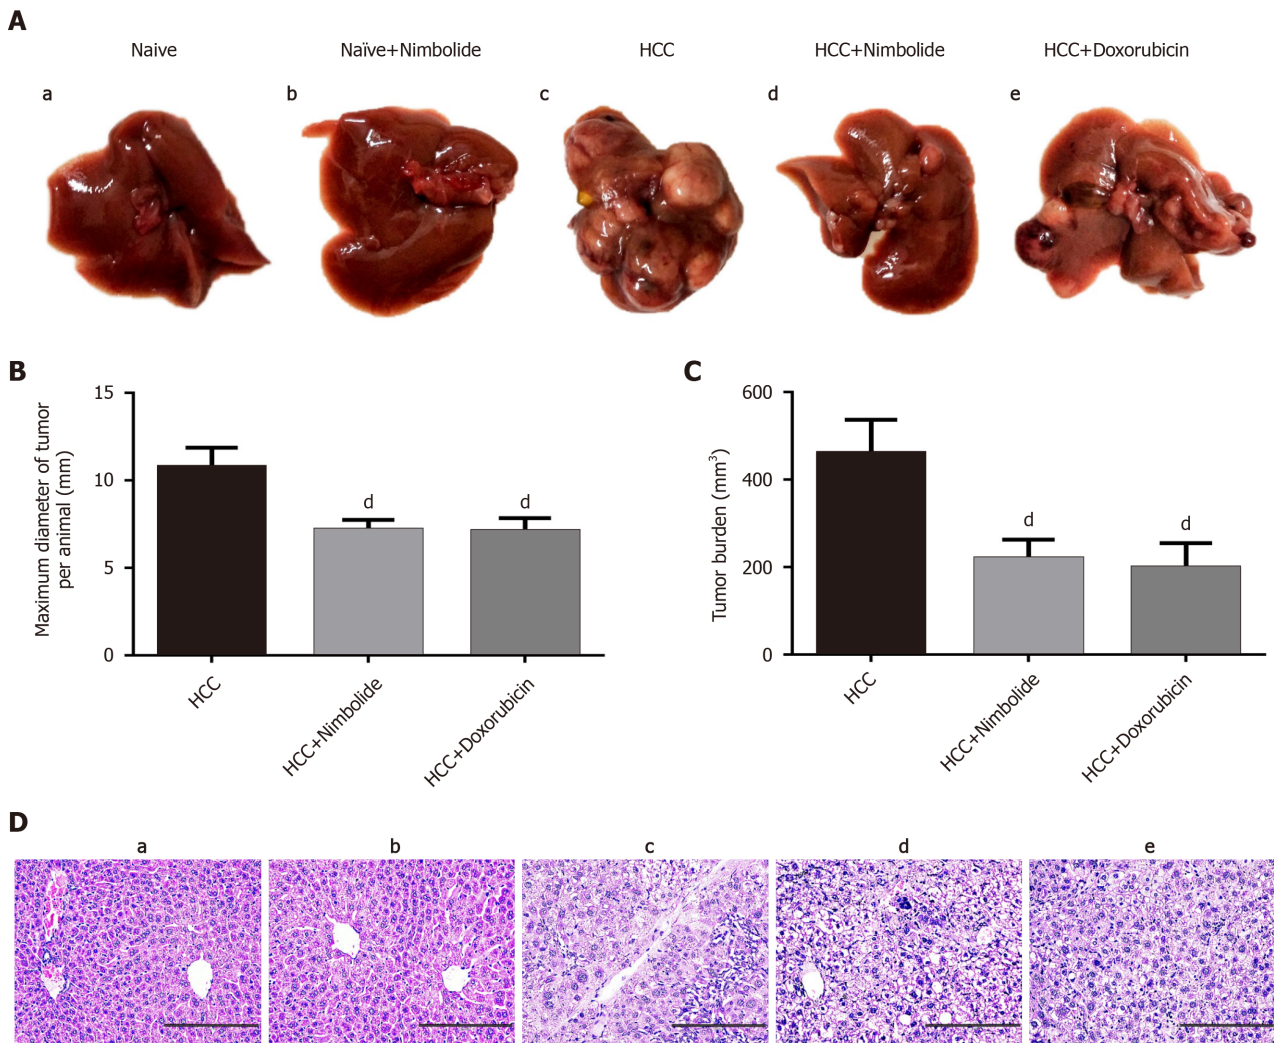 A
Naive
Naïve+Nimbolide
HCC
HCC+Nimbolide
HCC+Doxorubicin
a
b
c
d
e
B
Maximum diameter of tumor
per animal (mm)
15
10
5
0
d
d
HCC
HCC+Nimbolide
HCC+Doxorubicin
C
Tumor burden (mm³)
600
400
200
0
d
d
HCC
HCC+Nimbolide
HCC+Doxorubicin
D
a
b
c
d
e